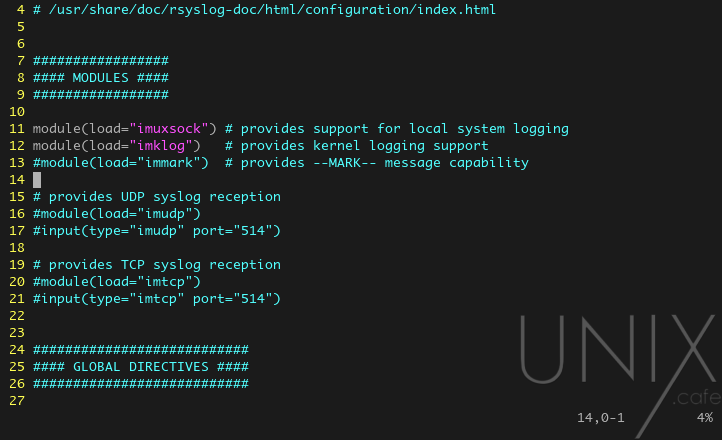 4 # /usr/share/doc/rsyslog-doc/html/configuration/index.html
5
6
7 #################
8 #### MODULES ####
9 #################
10
11 module(load="imuxsock") # provides support for local system logging
12 module(load="imklog")   # provides kernel logging support
13 #module(load="immark")  # provides --MARK-- message capability
14
15 # provides UDP syslog reception
16 #module(load="imudp")
17 #input(type="imudp" port="514")
18
19 # provides TCP syslog reception
20 #module(load="imtcp")
21 #input(type="imtcp" port="514")
22
23
24 ###########################
25 #### GLOBAL DIRECTIVES ####
26 ###########################
27
UNIX
.cafe
14,0-1 4%